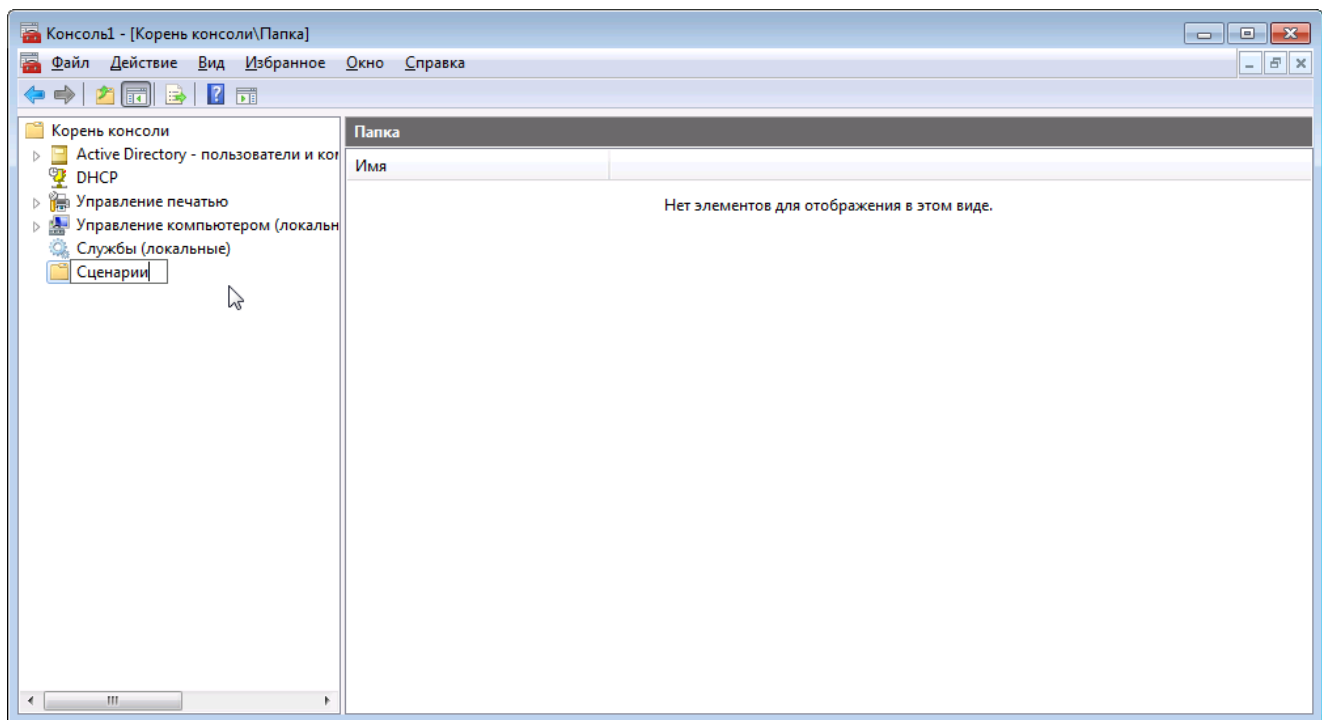 Консоль1 - [Корень консоли\Папка]
Файл Действие Вид Избранное Окно Справка
Корень консоли
Active Directory - пользователи и ко
DHCP
Управление печатью
Управление компьютером (локальн
Службы (локальные)
Сценарии
Папка
Имя
Нет элементов для отображения в этом виде.